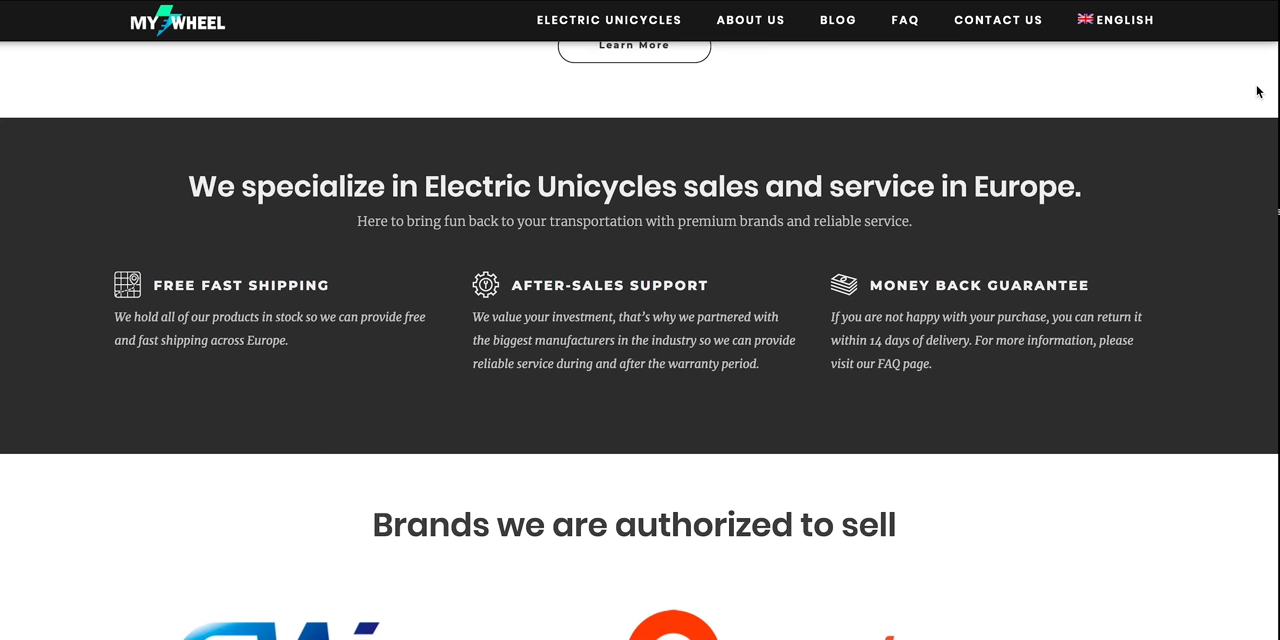 MY WHEEL
ELECTRIC UNICYCLES ABOUT US BLOG FAQ CONTACT US ENGLISH
Learn More
We specialize in Electric Unicycles sales and service in Europe.
Here to bring fun back to your transportation with premium brands and reliable service.
FREE FAST SHIPPING
We hold all of our products in stock so we can provide free
and fast shipping across Europe.
AFTER-SALES SUPPORT
We value your investment, that's why we partnered with
the biggest manufacturers in the industry so we can provide
reliable service during and after the warranty period.
MONEY BACK GUARANTEE
If you are not happy with your purchase, you can return it
within 14 days of delivery. For more information, please
visit our FAQ page.
Brands we are authorized to sell